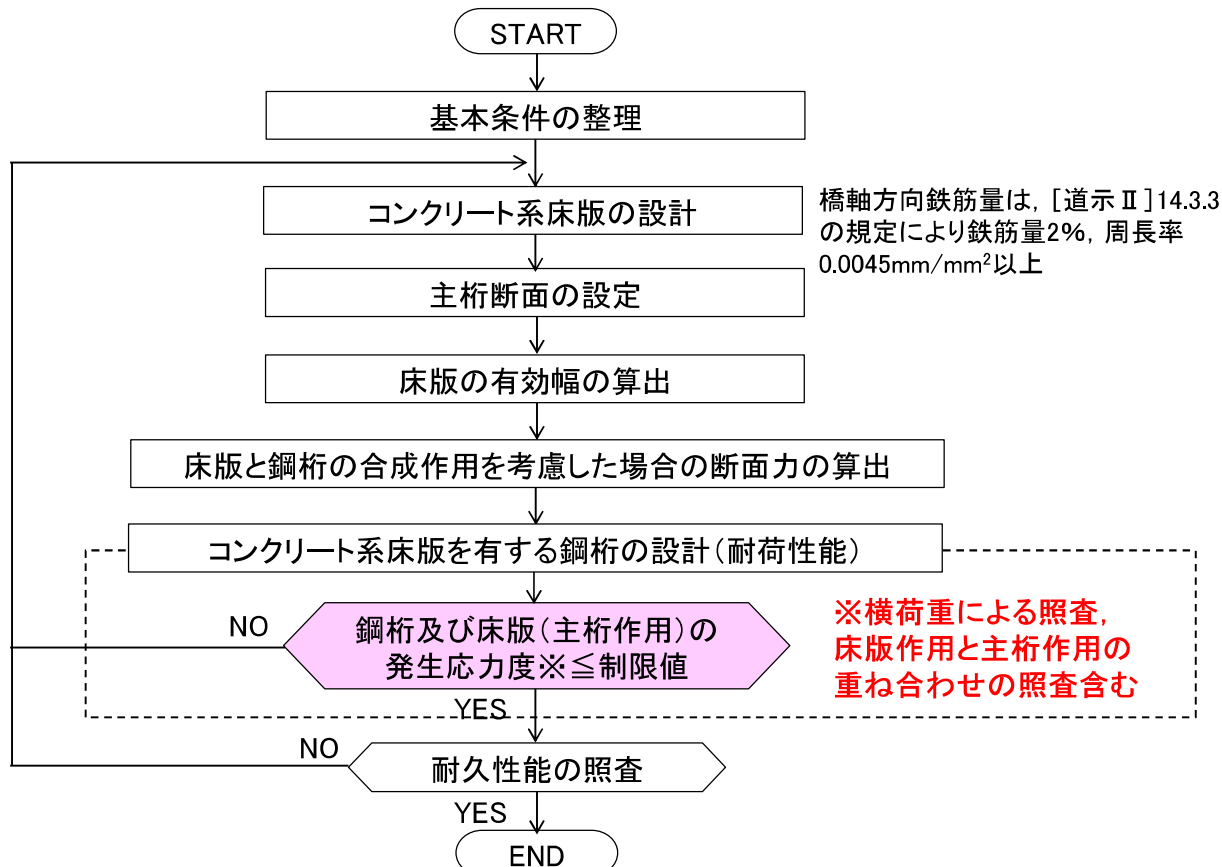 START
基本条件の整理
コンクリート系床版の設計
橋軸方向鉄筋量は，[道示Ⅱ]14.3.3
の規定により鉄筋量2%，周長率
0.0045mm/mm²以上
主桁断面の設定
床版の有効幅の算出
床版と鋼桁の合成作用を考慮した場合の断面力の算出
コンクリート系床版を有する鋼桁の設計（耐荷性能）
NO
鋼桁及び床版（主桁作用）の
発生応力度※≦制限値
※横荷重による照査，
床版作用と主桁作用の
重ね合わせの照査含む
YES
NO
耐久性能の照査
YES
END